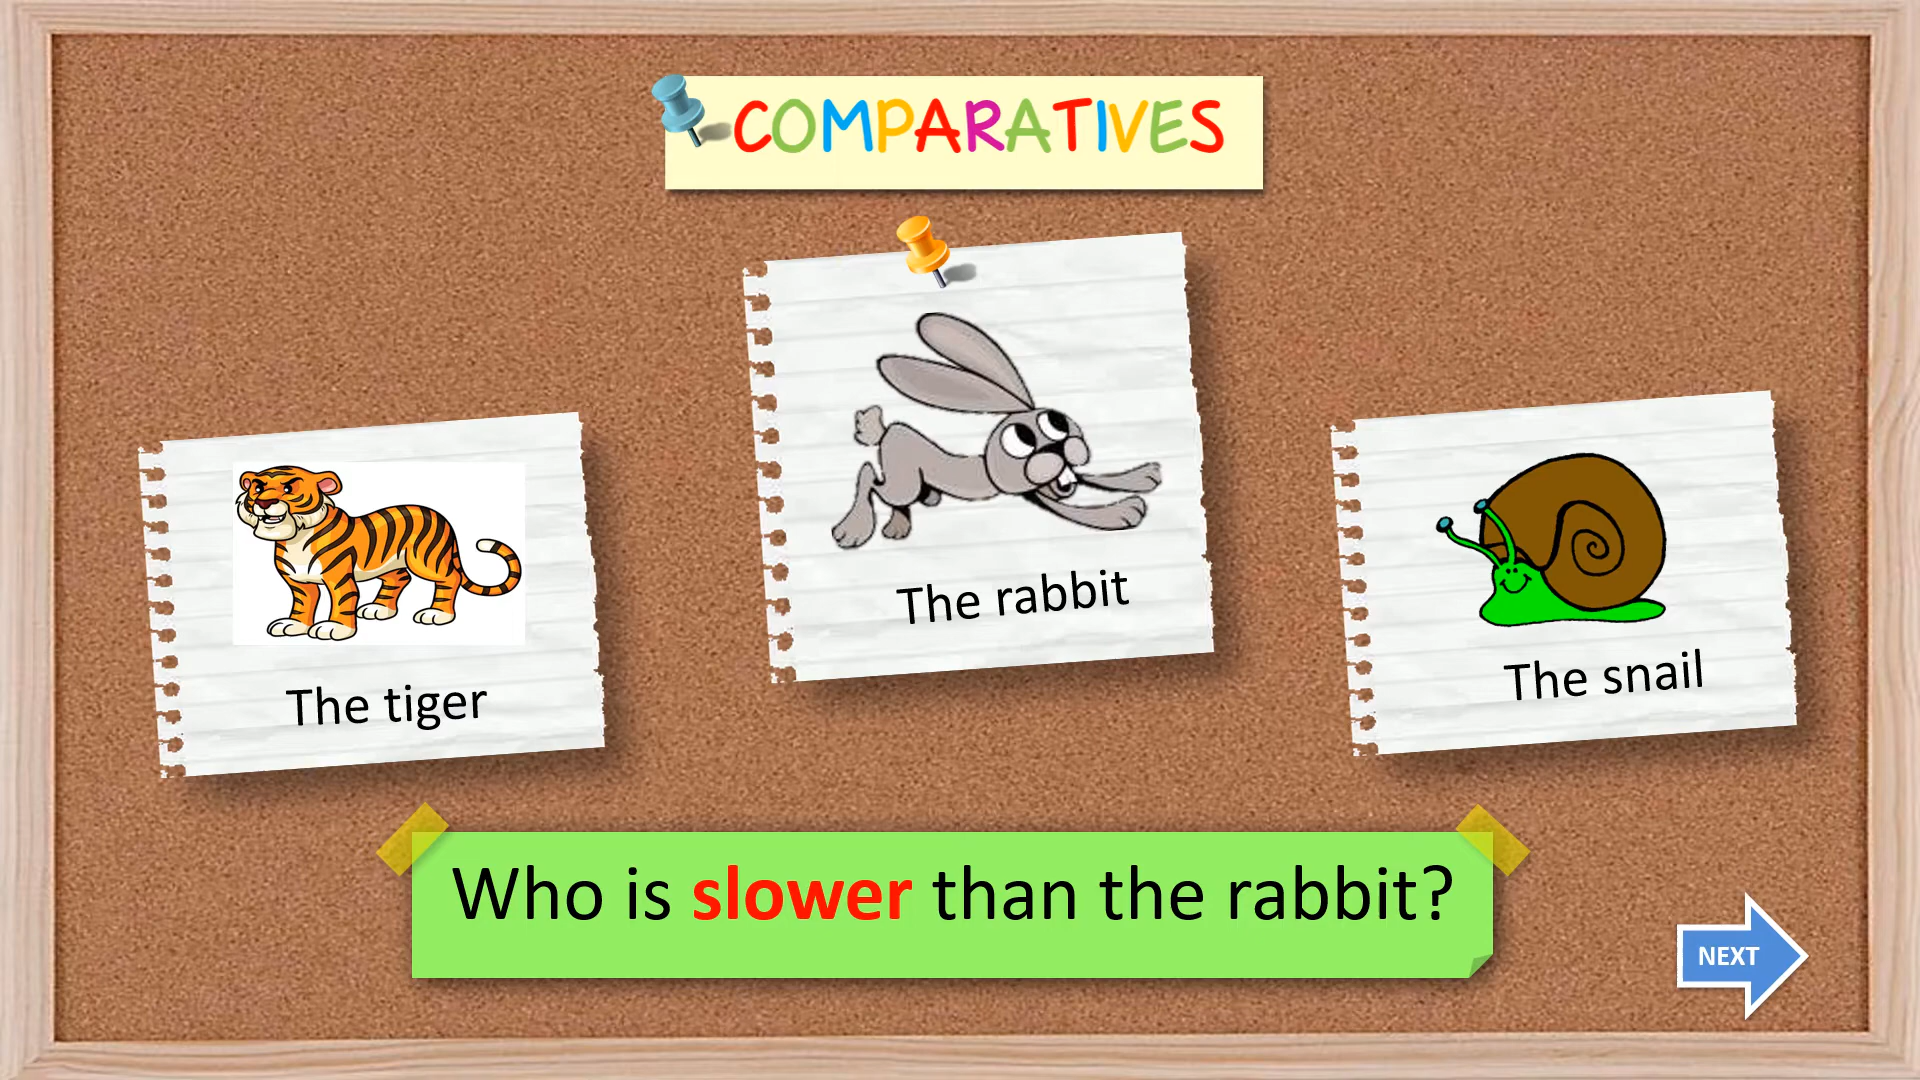 COMPARATIVES
The rabbit
The tiger
The snail
Who is slower than the rabbit?
NEXT